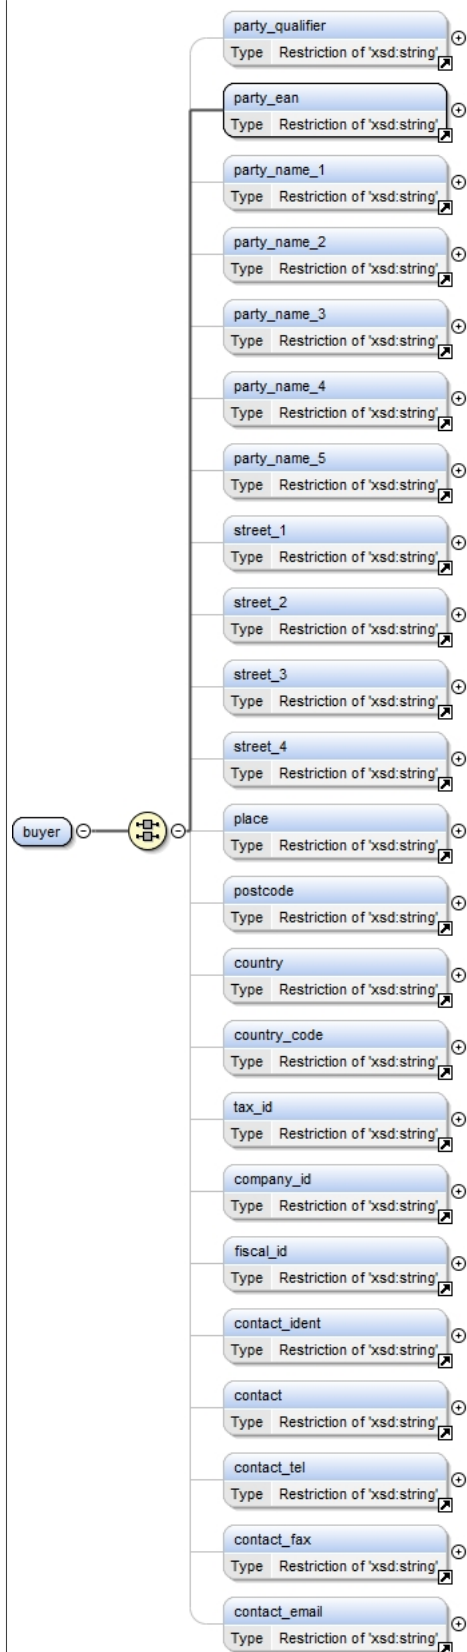 party_qualifier
Type Restriction of 'xsd:string'
party_ean
Type Restriction of 'xsd:string'
party_name_1
Type Restriction of 'xsd:string'
party_name_2
Type Restriction of 'xsd:string'
party_name_3
Type Restriction of 'xsd:string'
party_name_4
Type Restriction of 'xsd:string'
party_name_5
Type Restriction of 'xsd:string'
street_1
Type Restriction of 'xsd:string'
street_2
Type Restriction of 'xsd:string'
street_3
Type Restriction of 'xsd:string'
street_4
Type Restriction of 'xsd:string'
buyer
place
Type Restriction of 'xsd:string'
postcode
Type Restriction of 'xsd:string'
country
Type Restriction of 'xsd:string'
country_code
Type Restriction of 'xsd:string'
tax_id
Type Restriction of 'xsd:string'
company_id
Type Restriction of 'xsd:string'
fiscal_id
Type Restriction of 'xsd:string'
contact_ident
Type Restriction of 'xsd:string'
contact
Type Restriction of 'xsd:string'
contact_tel
Type Restriction of 'xsd:string'
contact_fax
Type Restriction of 'xsd:string'
contact_email
Type Restriction of 'xsd:string'